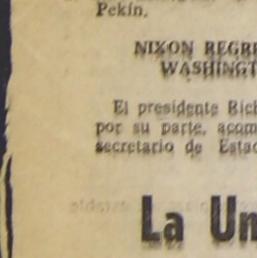 Pekín.
NIXON REGRE
WASHINGT
El presidente Rich
por su parte, acom
secretario de Estad
La Un